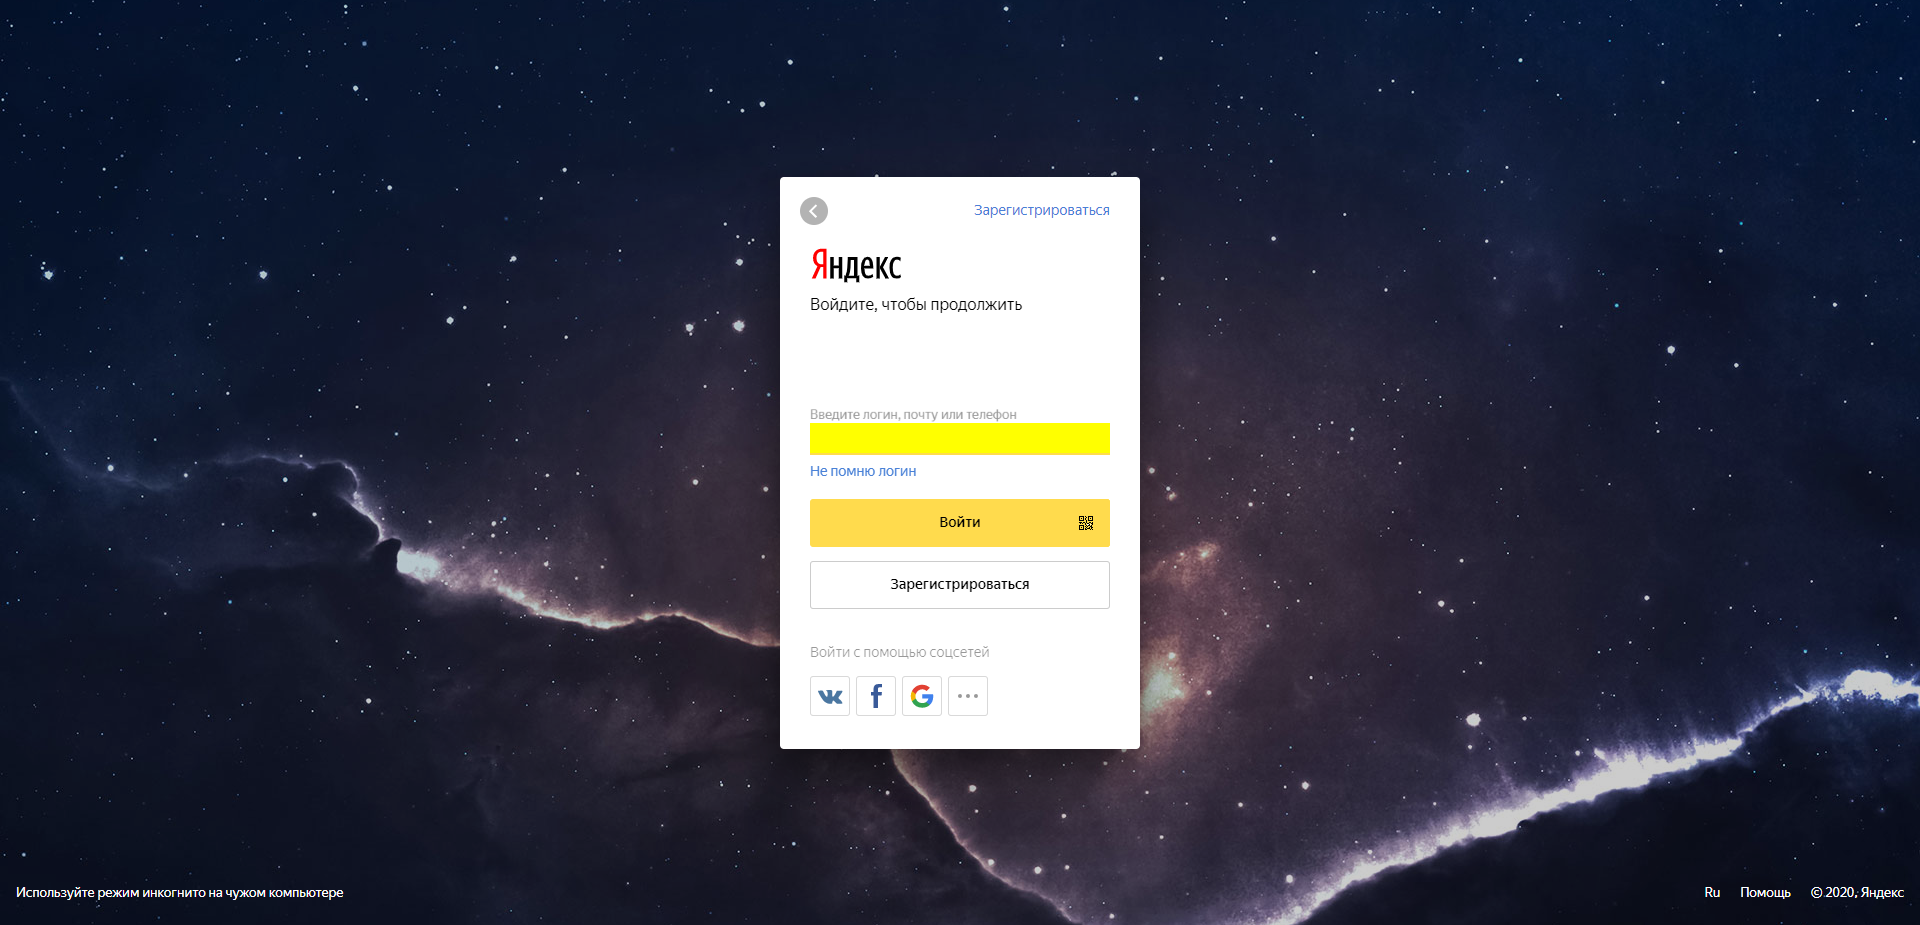 Зарегистрироваться
Яндекс
Войдите, чтобы продолжить
Введите логин, почту или телефон
Не помню логин
Войти
Зарегистрироваться
Войти с помощью соцсетей
Используйте режим инкогнито на чужом компьютере
Ru Помощь © 2020, Яндекс